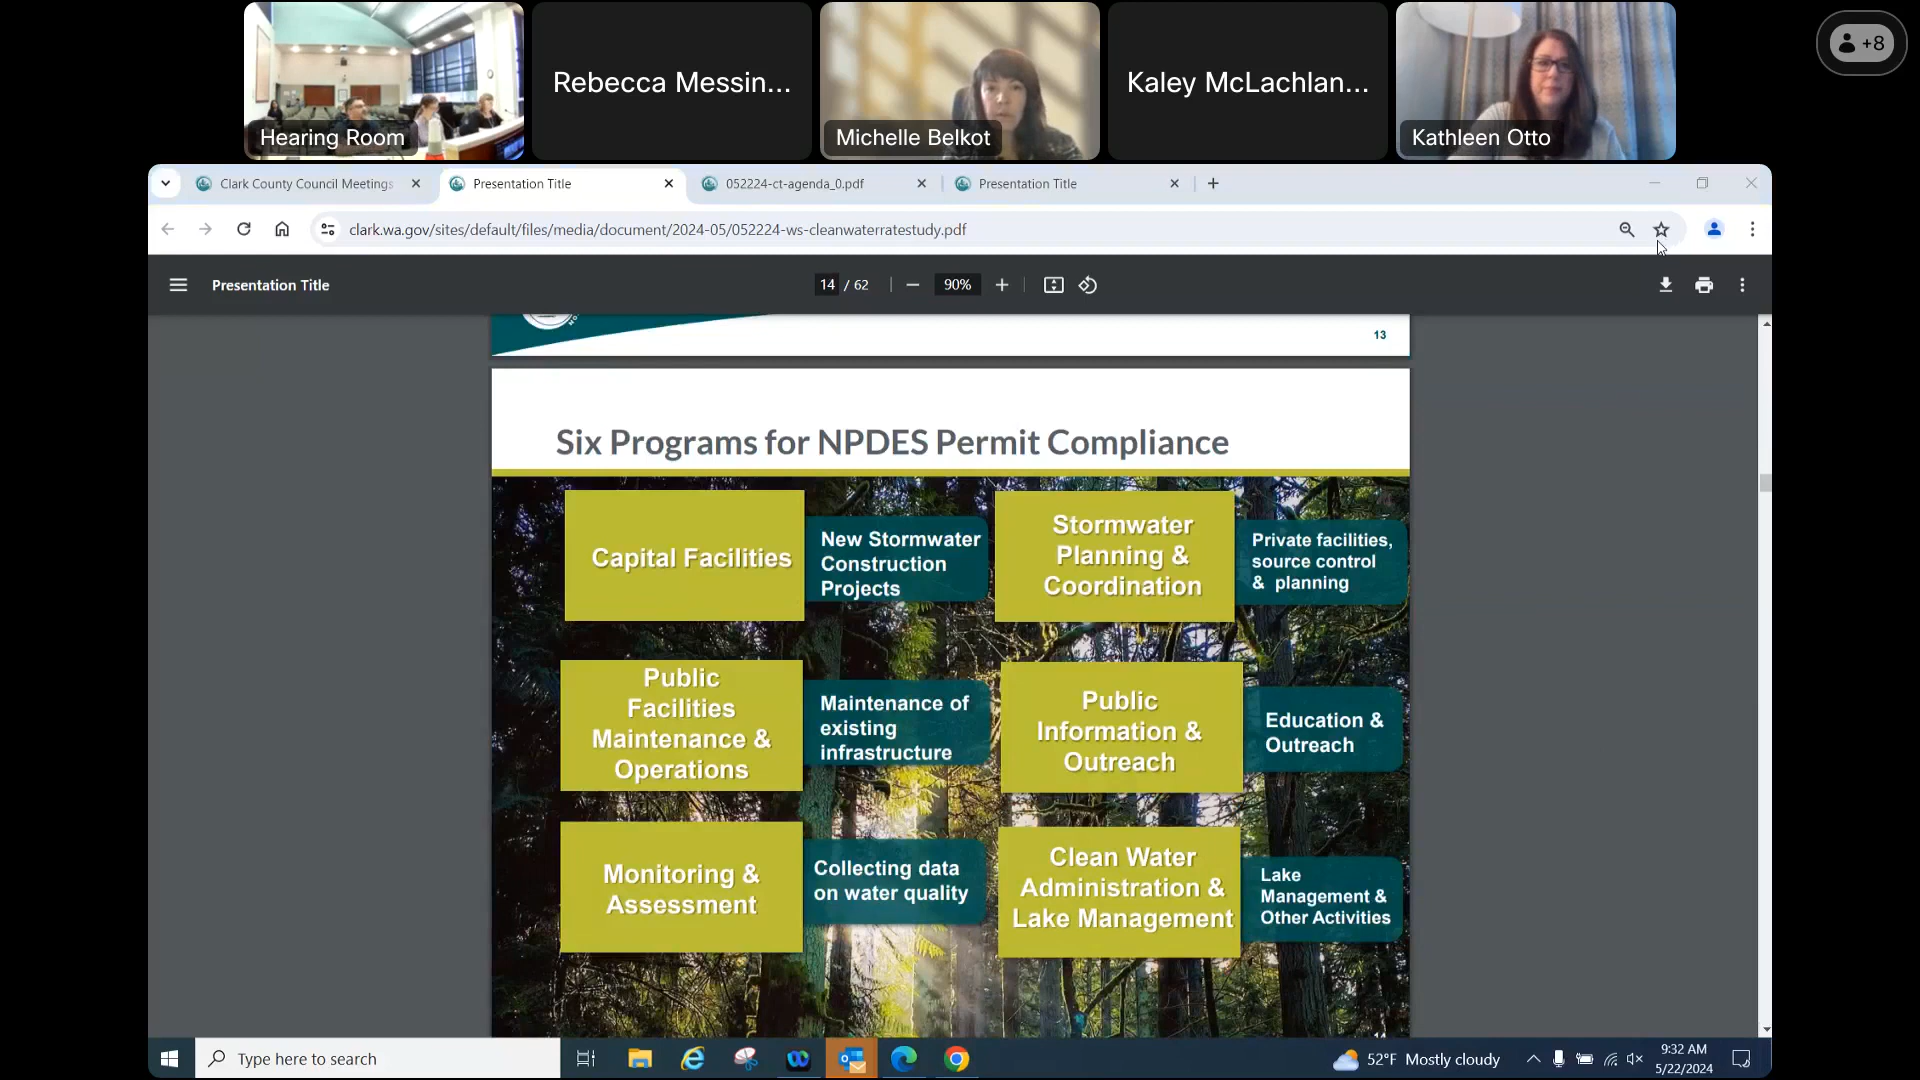 Hearing Room
Rebecca Messin...
Michelle Belkot
Kaley McLachlan...
Kathleen Otto
+8
Clark County Council Meetings
Presentation Title
052224-ct-agenda_0.pdf
Presentation Title
clark.wa.gov/sites/default/files/media/document/2024-05/052224-ws-cleanwaterratestudy.pdf
Presentation Title
14 / 62
90%
13
Six Programs for NPDES Permit Compliance
Capital Facilities
New Stormwater
Construction
Projects
Stormwater
Planning &
Coordination
Private facilities,
source control
& planning
Public
Facilities
Maintenance &
Operations
Maintenance of
existing
infrastructure
Public
Information &
Outreach
Education &
Outreach
Monitoring &
Assessment
Collecting data
on water quality
Clean Water
Administration &
Lake Management
Lake
Management &
Other Activities
Type here to search
52°F Mostly cloudy
9:32 AM
5/22/2024